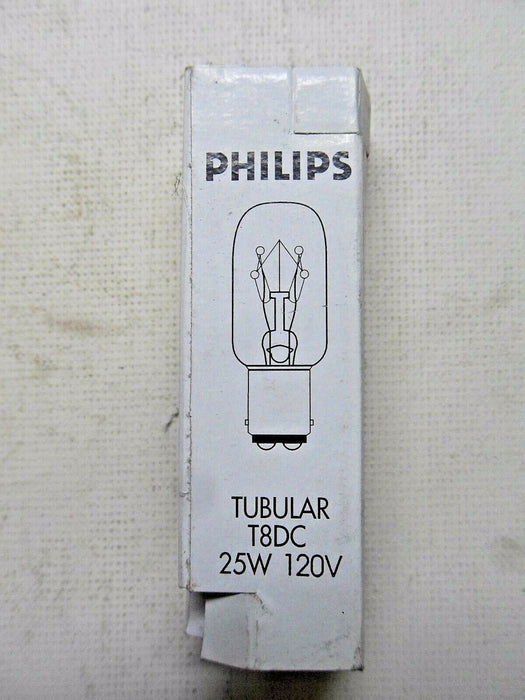 PHILIPS
TUBULAR
T8DC
25W 120V